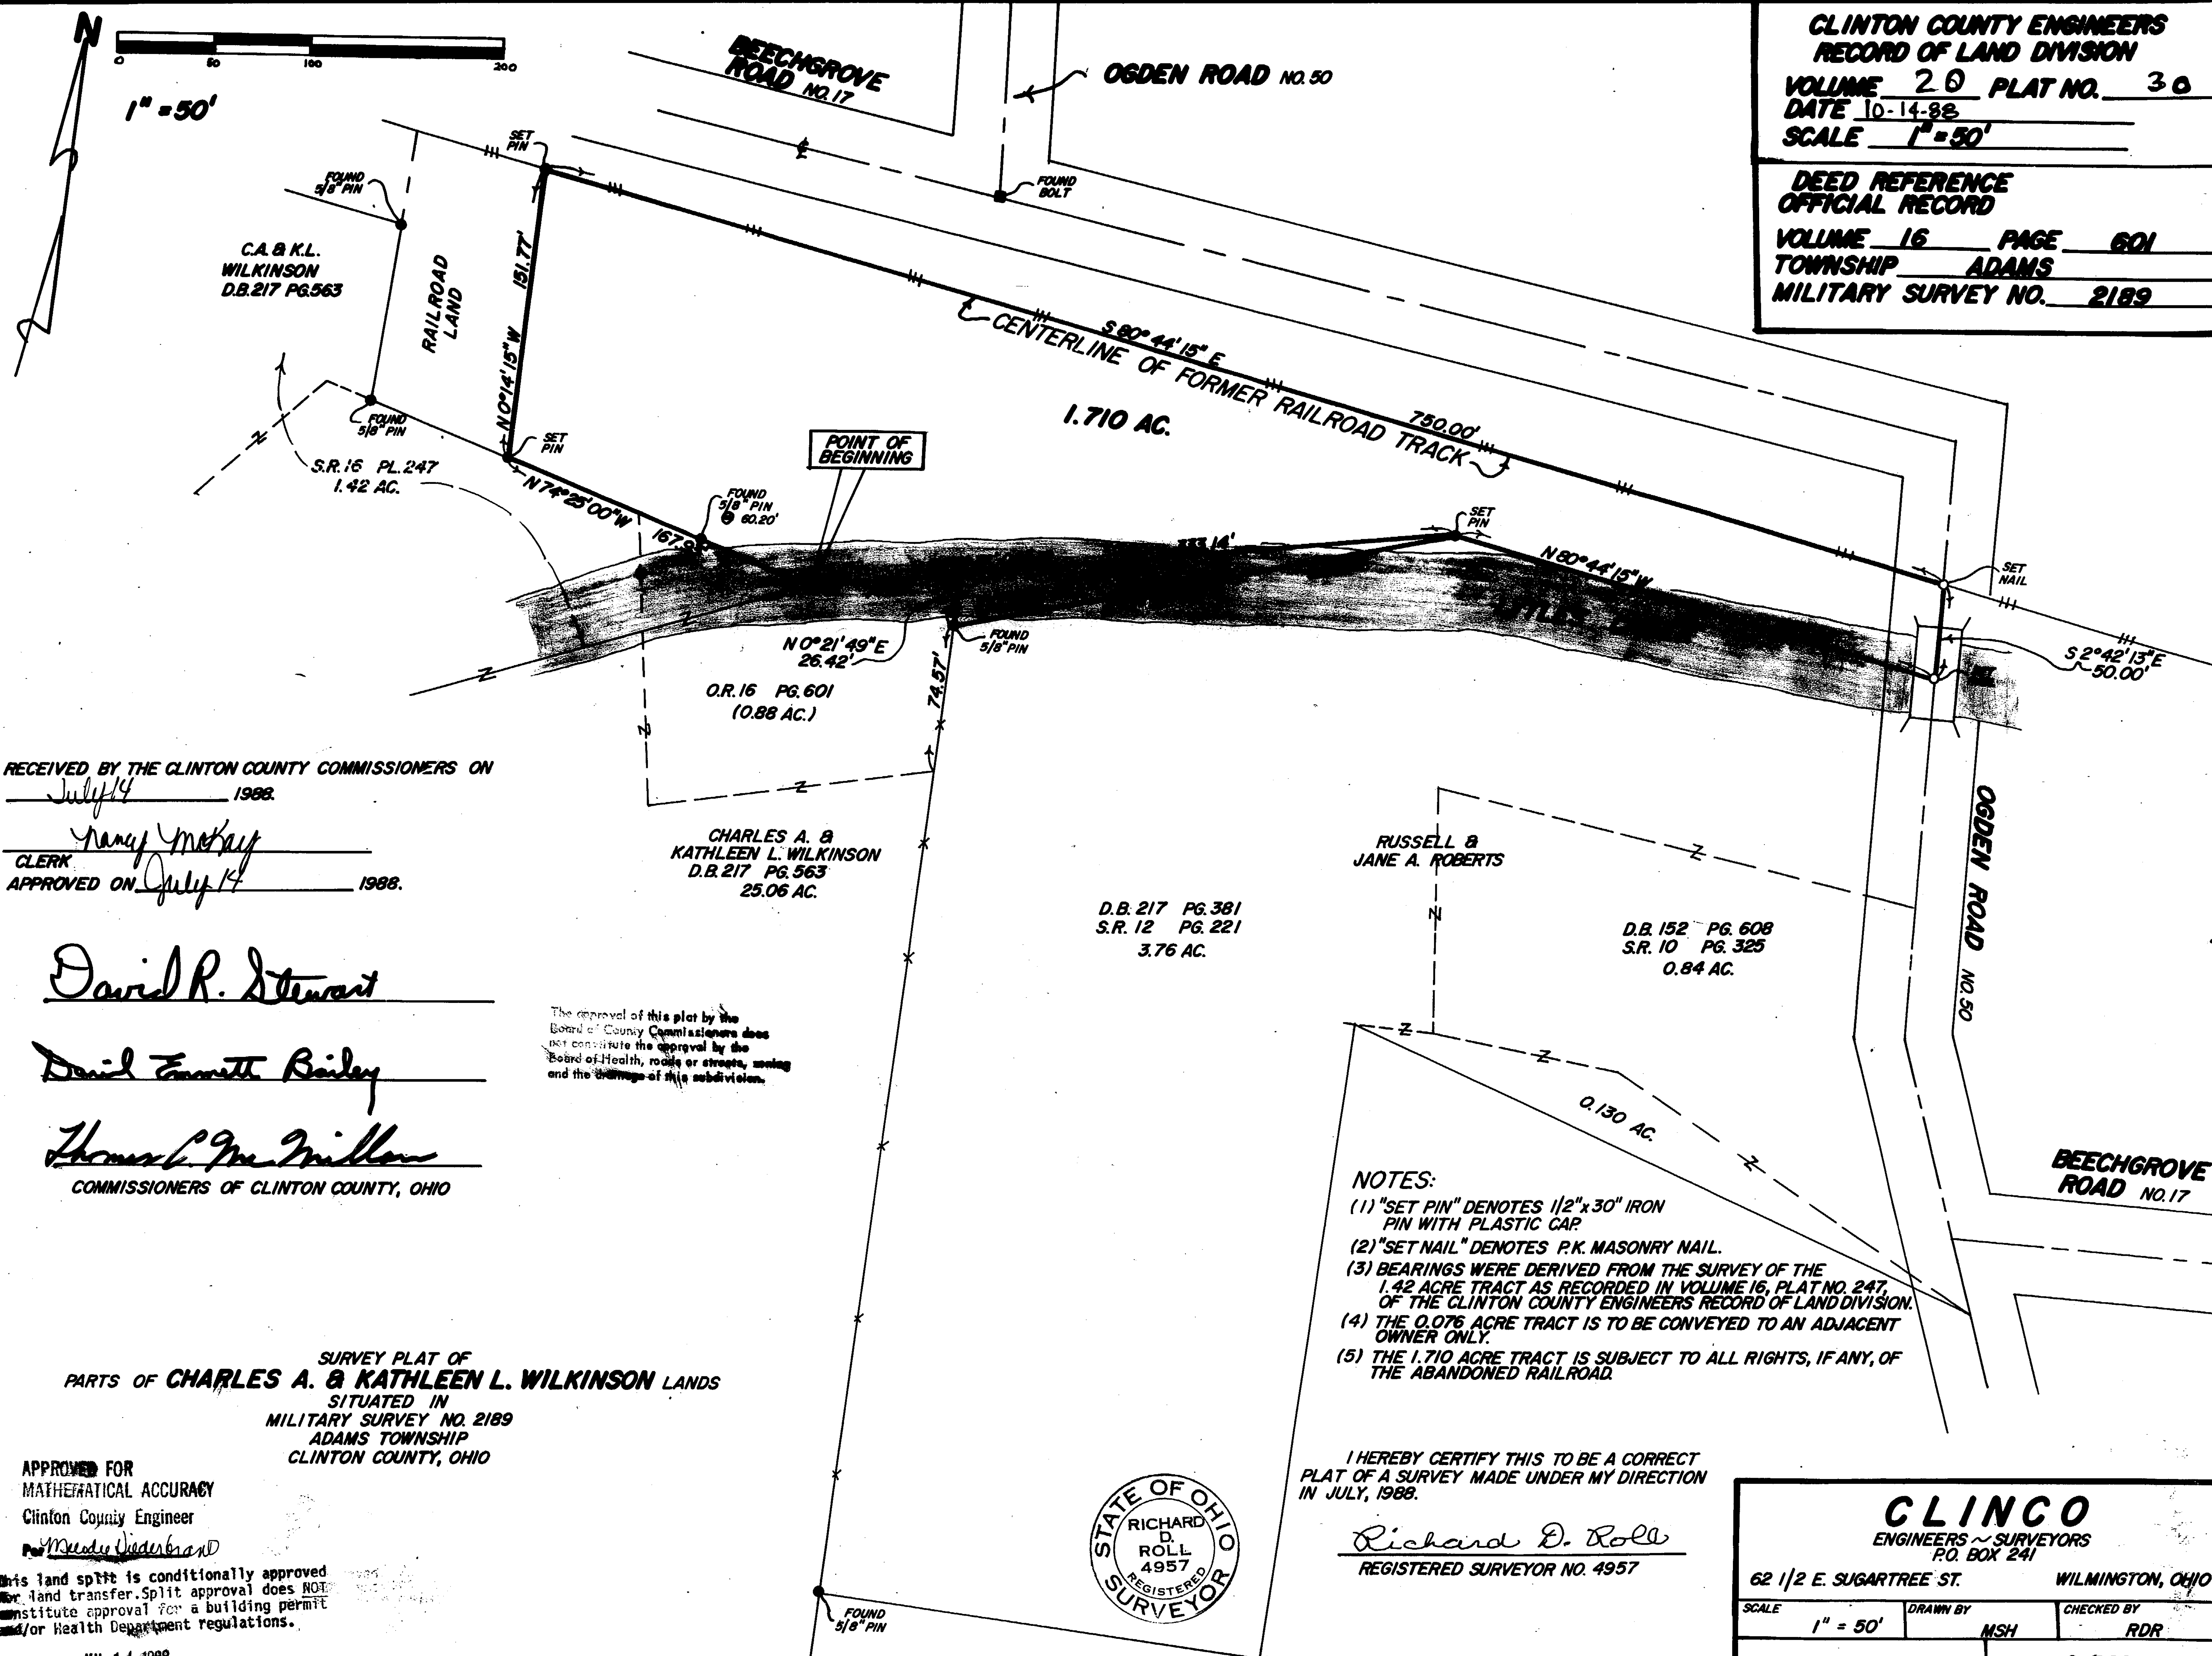 N
0 50 100 200
1" = 50'
BEECHGROVE
ROAD NO. 17
OGDEN ROAD NO. 50
CLINTON COUNTY ENGINEERS
RECORD OF LAND DIVISION
VOLUME 20 PLAT NO. 30
DATE 10-14-88
SCALE 1" = 50'
DEED REFERENCE
OFFICIAL RECORD
VOLUME 16 PAGE 601
TOWNSHIP ADAMS
MILITARY SURVEY NO. 2189
SET
PIN
FOUND
5/8" PIN
FOUND
BOLT
C.A. & K.L.
WILKINSON
D.B. 217 PG. 563
RAILROAD
LAND
N 0° 14' 15" W 151.77'
S 80° 44' 15" E
750.00'
CENTERLINE OF FORMER RAILROAD TRACK
1.710 AC.
FOUND
5/8" PIN
SET
PIN
S.R. 16 PL. 247
1.42 AC.
N 74° 25' 00" W
POINT OF
BEGINNING
FOUND
5/8" PIN
@ 60.20'
333.14'
SET
PIN
N 80° 44' 15" W
SET
NAIL
S 2° 42' 13" E
50.00'
N 0° 21' 49" E
26.42'
FOUND
5/8" PIN
74.57'
O.R. 16 PG. 601
(0.88 AC.)
RECEIVED BY THE CLINTON COUNTY COMMISSIONERS ON
July 14 1988.
Nancy McKay
CLERK
APPROVED ON July 14 1988.
David R. Stewart
David Emmett Bailey
Thomas C. McMillan
COMMISSIONERS OF CLINTON COUNTY, OHIO
CHARLES A. &
KATHLEEN L. WILKINSON
D.B. 217 PG. 563
25.06 AC.
RUSSELL &
JANE A. ROBERTS
D.B. 217 PG. 381
S.R. 12 PG. 221
3.76 AC.
D.B. 152 PG. 608
S.R. 10 PG. 325
0.84 AC.
OGDEN ROAD NO. 50
The approval of this plat by the
Board of County Commissioners does
not constitute the approval by the
Board of Health, roads or streets, zoning
and the drainage of this subdivision.
0.130 AC.
BEECHGROVE
ROAD NO. 17
NOTES:
(1) "SET PIN" DENOTES 1/2" x 30" IRON
PIN WITH PLASTIC CAP.
(2) "SET NAIL" DENOTES P.K. MASONRY NAIL.
(3) BEARINGS WERE DERIVED FROM THE SURVEY OF THE
1.42 ACRE TRACT AS RECORDED IN VOLUME 16, PLAT NO. 247,
OF THE CLINTON COUNTY ENGINEERS RECORD OF LAND DIVISION.
(4) THE 0.076 ACRE TRACT IS TO BE CONVEYED TO AN ADJACENT
OWNER ONLY.
(5) THE 1.710 ACRE TRACT IS SUBJECT TO ALL RIGHTS, IF ANY, OF
THE ABANDONED RAILROAD.
SURVEY PLAT OF
PARTS OF CHARLES A. & KATHLEEN L. WILKINSON LANDS
SITUATED IN
MILITARY SURVEY NO. 2189
ADAMS TOWNSHIP
CLINTON COUNTY, OHIO
APPROVED FOR
MATHEMATICAL ACCURACY
Clinton County Engineer
Per
This land split is conditionally approved
for land transfer. Split approval does NOT
constitute approval for a building permit
and/or Health Department regulations.
I HEREBY CERTIFY THIS TO BE A CORRECT
PLAT OF A SURVEY MADE UNDER MY DIRECTION
IN JULY, 1988.
Richard D. Roll
REGISTERED SURVEYOR NO. 4957
STATE OF OHIO
RICHARD
D.
ROLL
4957
REGISTERED
SURVEYOR
FOUND
5/8" PIN
CLINCO
ENGINEERS ~ SURVEYORS
P.O. BOX 241
62 1/2 E. SUGARTREE ST. WILMINGTON, OHIO
SCALE DRAWN BY CHECKED BY
1" = 50' MSH RDR